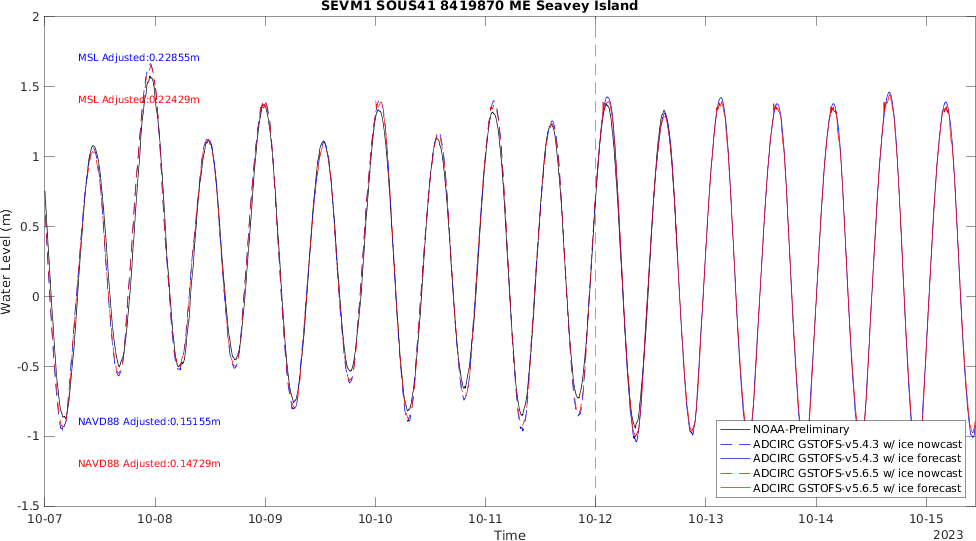 SEVM1 SOUS41 8419870 ME Seavey Island
2
1.5
1
0.5
0
-0.5
-1
-1.5
Water Level (m)
MSL Adjusted:0.22855m
MSL Adjusted:0.22429m
NAVD88 Adjusted:0.15155m
NAVD88 Adjusted:0.14729m
NOAA-Preliminary
ADCIRC GSTOFS-v5.4.3 w/ ice nowcast
ADCIRC GSTOFS-v5.4.3 w/ ice forecast
ADCIRC GSTOFS-v5.6.5 w/ ice nowcast
ADCIRC GSTOFS-v5.6.5 w/ ice forecast
10-07 10-08 10-09 10-10 10-11 10-12 10-13 10-14 10-15
Time
2023